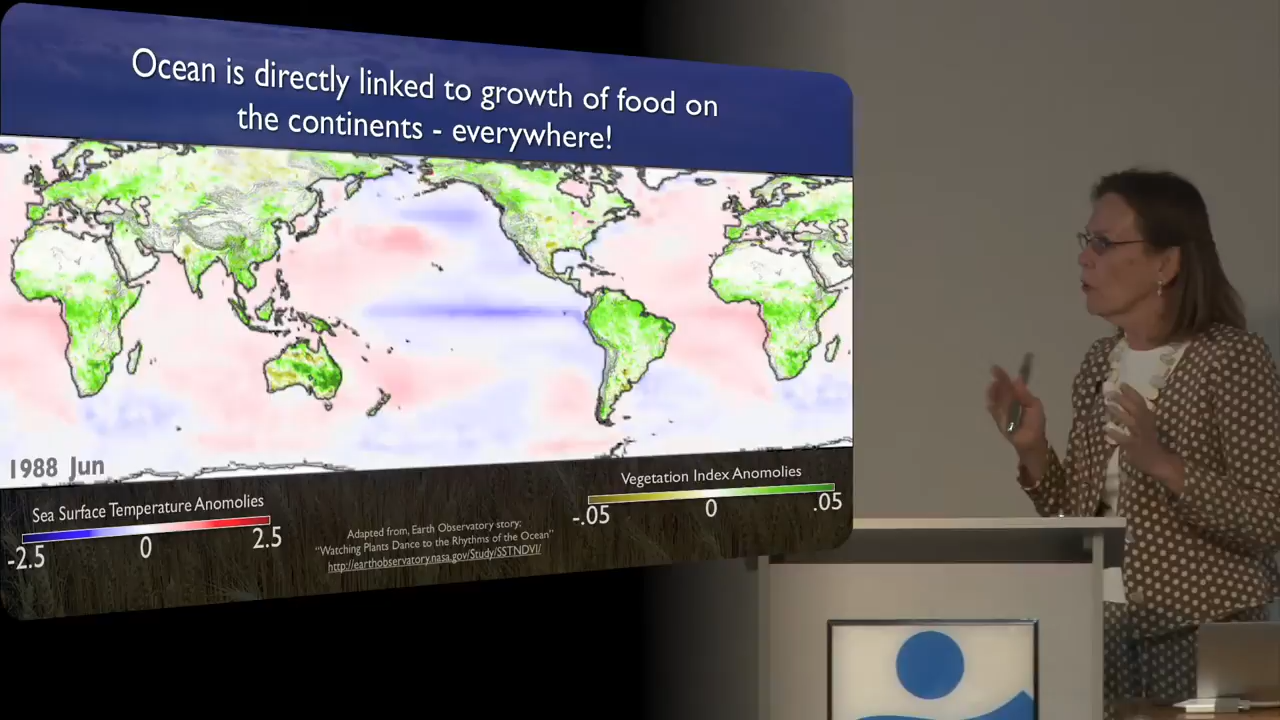 Ocean is directly linked to growth of food on
the continents - everywhere!
1988 Jun
Sea Surface Temperature Anomolies
-2.5
0
2.5
Adapted from, Earth Observatory story:
"Watching Plants Dance to the Rhythms of the Ocean"
http://earthobservatory.nasa.gov/Study/SSTNDVI/
Vegetation Index Anomolies
-.05
0
.05